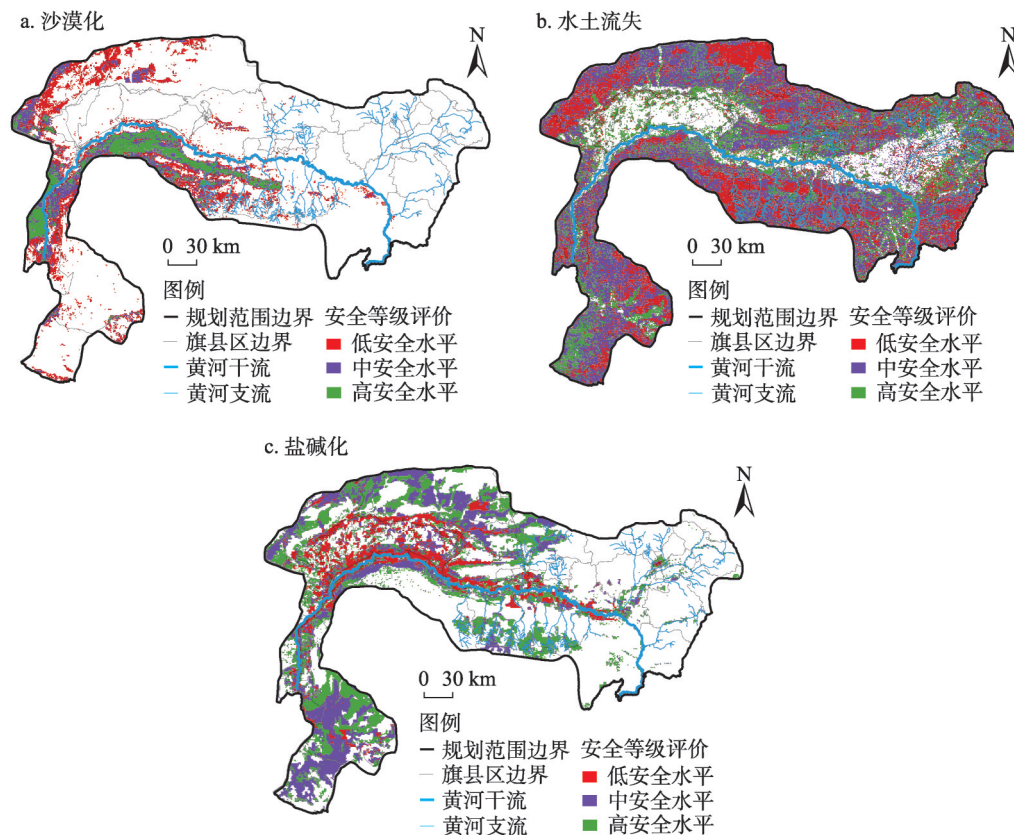 a. 沙漠化
N
0 30 km
图例
规划范围边界 安全等级评价
旗县区边界 低安全水平
黄河干流 中安全水平
黄河支流 高安全水平
b. 水土流失
N
0 30 km
图例
规划范围边界 安全等级评价
旗县区边界 低安全水平
黄河干流 中安全水平
黄河支流 高安全水平
c. 盐碱化
N
0 30 km
图例
规划范围边界 安全等级评价
旗县区边界 低安全水平
黄河干流 中安全水平
黄河支流 高安全水平